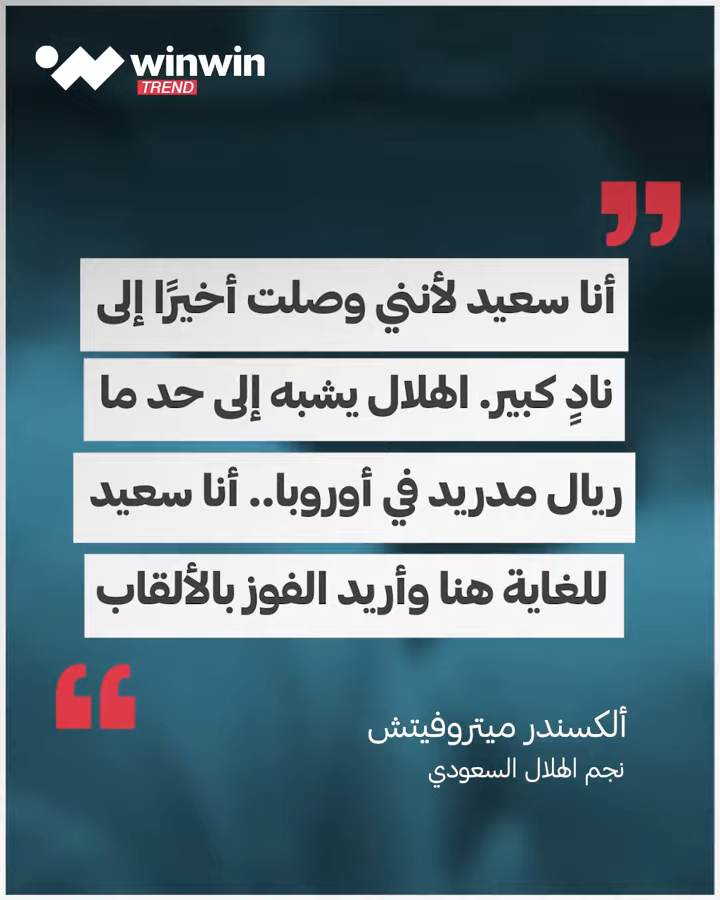 winwin
TREND
أنا سعيد لأنني وصلت أخيرًا إلى
نادٍ كبير. الهلال يشبه إلى حد ما
ريال مدريد في أوروبا.. أنا سعيد
للغاية هنا وأريد الفوز بالألقاب
ألكسندر ميتروفيتش
نجم الهلال السعودي